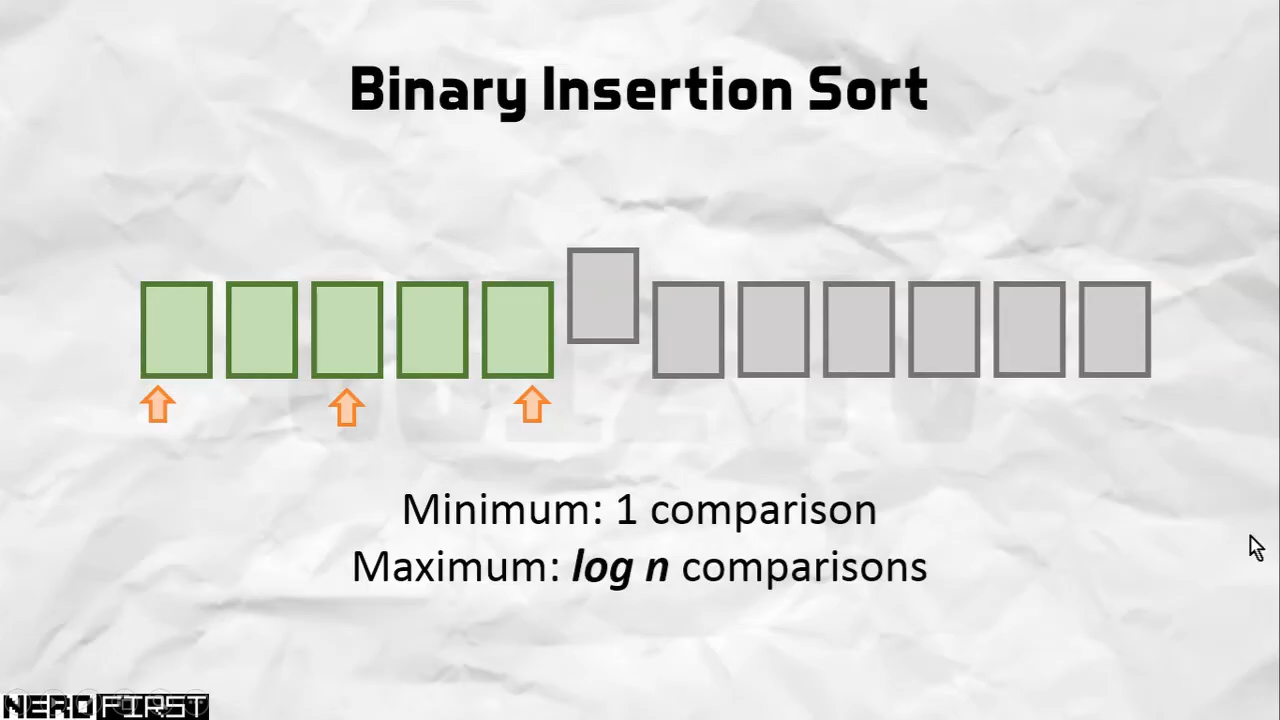 Binary Insertion Sort
Minimum: 1 comparison
Maximum: log n comparisons
NERDFIRST